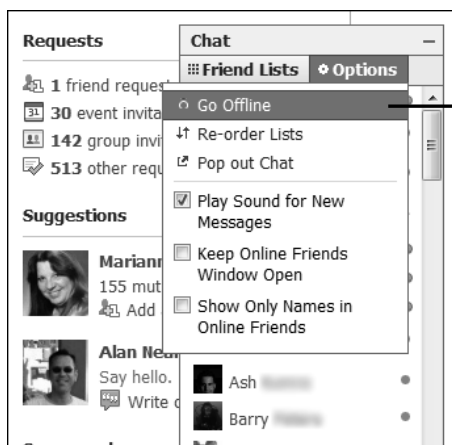 Requests
1 friend request
30 event invita
142 group invi
513 other requ
Suggestions
Mariann
155 mut
Add
Alan Nea
Say hello.
Write
Chat
Friend Lists Options
Go Offline
Re-order Lists
Pop out Chat
Play Sound for New
Messages
Keep Online Friends
Window Open
Show Only Names in
Online Friends
Ash
Barry